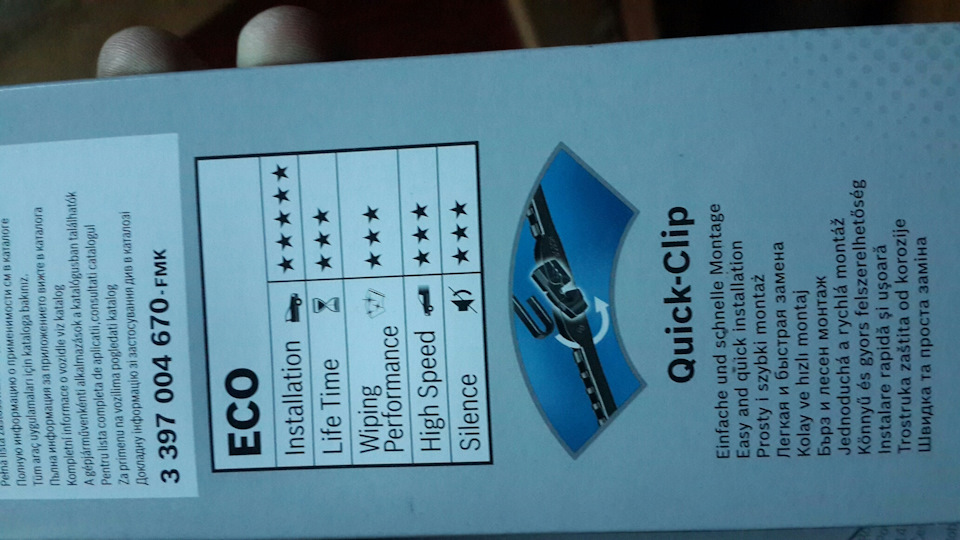 Полную информацию о применимости см в каталоге
Tüm araç uygulamaları için kataloga bakınız.
Пълна информация за приложението вижте в каталога
Kompletní informace o vozidle viz katalog
A gépjárművenkénti alkalmazások a katalógusban találhatók
Pentru lista completa de aplicatii,consultati catalogul
Za primenu na vozilima pogledati katalog
Докладну інформацію зі застосування див в каталозі
3 397 004 670-FMK
ECO
Installation ★★★★★
Life Time ★★★
Wiping
Performance ★★★
High Speed ★★★
Silence ★★★
Quick-Clip
Einfache und schnelle Montage
Easy and quick installation
Prosty i szybki montaż
Легкая и быстрая замена
Kolay ve hızlı montaj
Бърз и лесен монтаж
Jednoduchá a rychlá montáž
Könnyű és gyors felszerelhetőség
Instalare rapidă și ușoară
Trostruka zaštita od korozije
Швидка та проста заміна